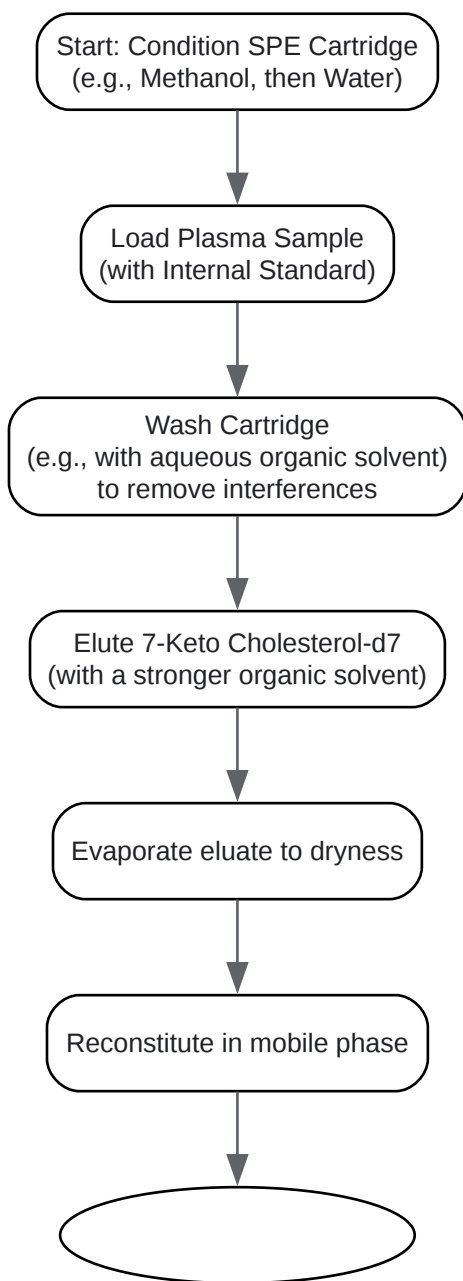 Start: Condition SPE Cartridge
(e.g., Methanol, then Water)
Load Plasma Sample
(with Internal Standard)
Wash Cartridge
(e.g., with aqueous organic solvent)
to remove interferences
Elute 7-Keto Cholesterol-d7
(with a stronger organic solvent)
Evaporate eluate to dryness
Reconstitute in mobile phase